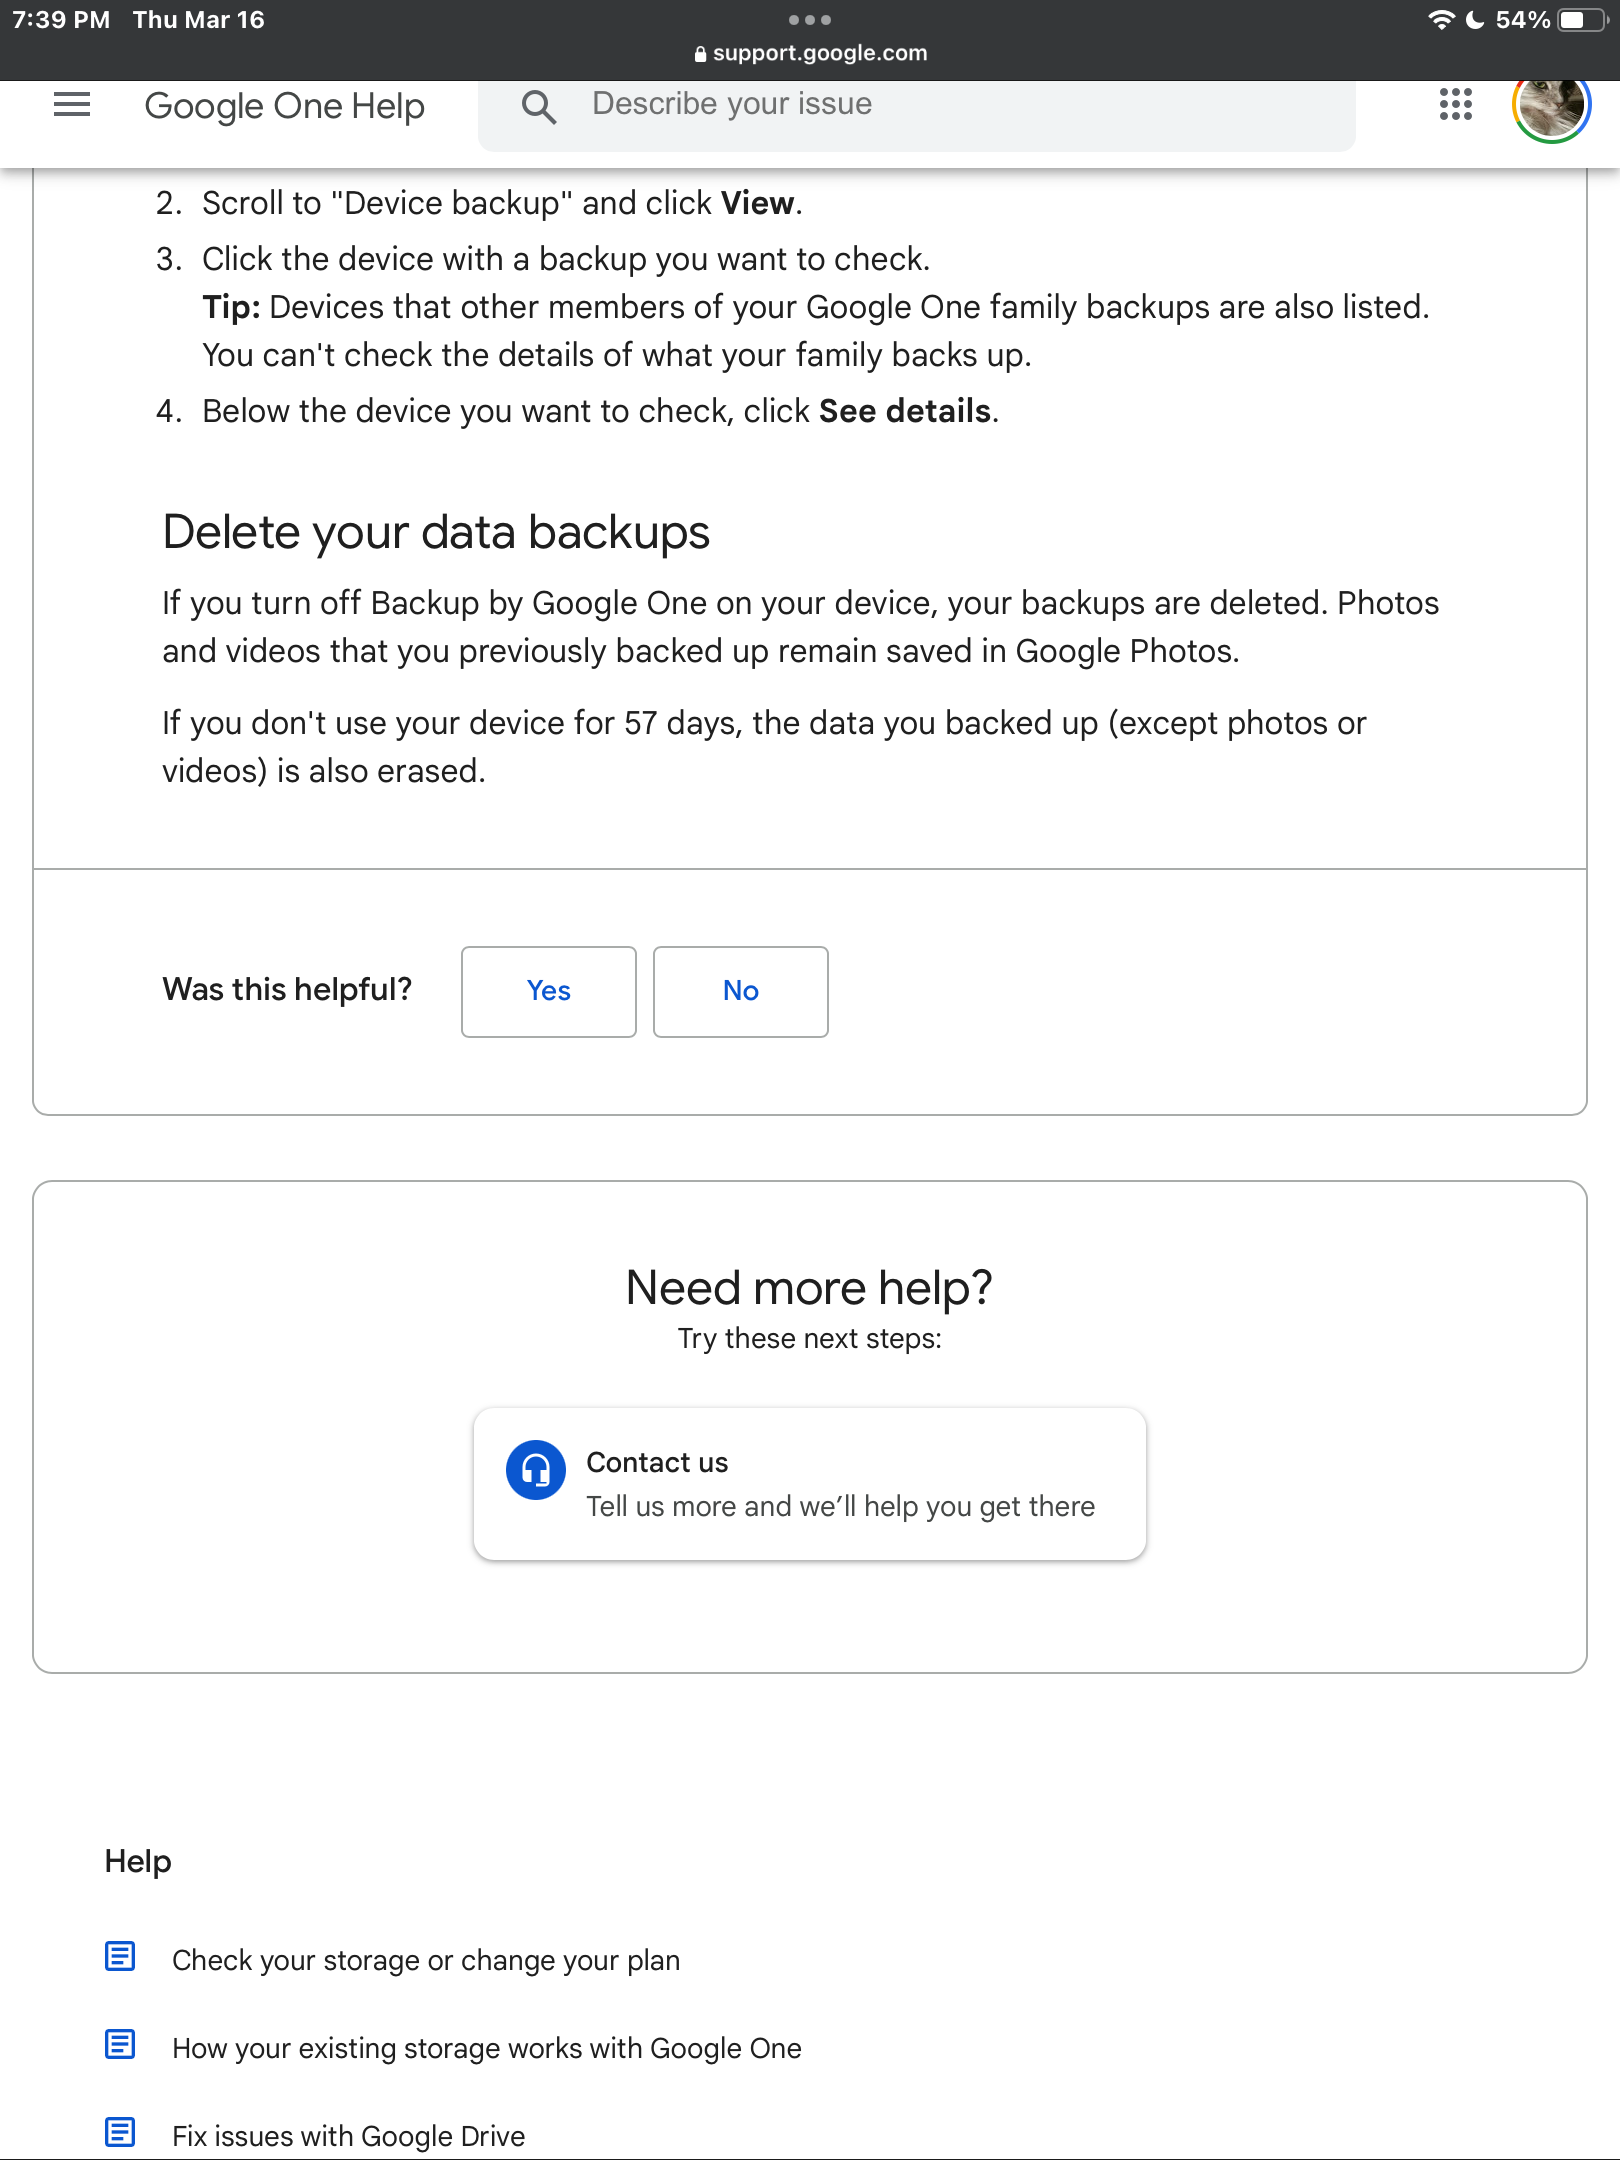 7:39 PM Thu Mar 16
54%
support.google.com
Google One Help
Describe your issue
2. Scroll to "Device backup" and click View.
3. Click the device with a backup you want to check.
Tip: Devices that other members of your Google One family backups are also listed.
You can't check the details of what your family backs up.
4. Below the device you want to check, click See details.
Delete your data backups
If you turn off Backup by Google One on your device, your backups are deleted. Photos
and videos that you previously backed up remain saved in Google Photos.
If you don't use your device for 57 days, the data you backed up (except photos or
videos) is also erased.
Was this helpful?
Yes
No
Need more help?
Try these next steps:
Contact us
Tell us more and we’ll help you get there
Help
Check your storage or change your plan
How your existing storage works with Google One
Fix issues with Google Drive